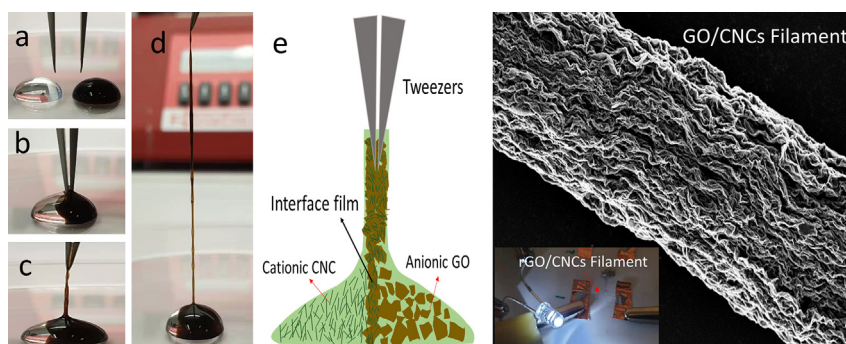 a
b
c
d
e
Tweezers
Interface film
Cationic CNC
Anionic GO
GO/CNCs Filament
rGO/CNCs Filament